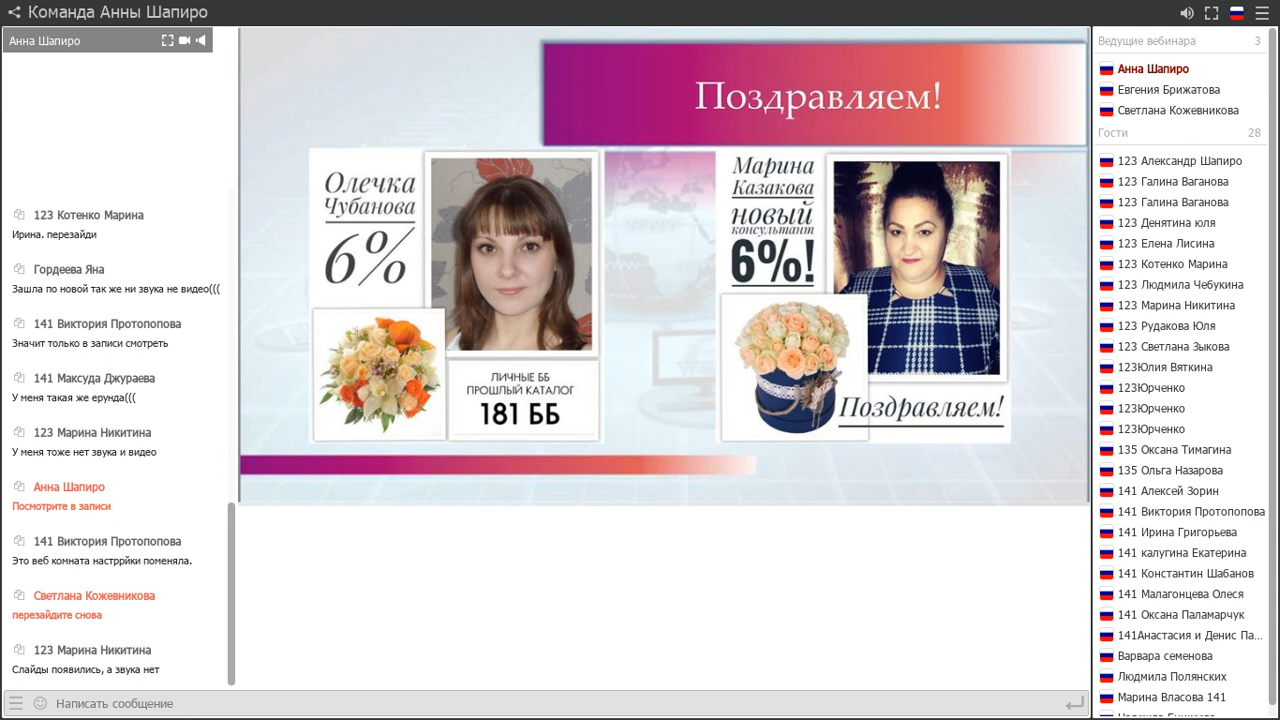 Команда Анны Шапиро
Анна Шапиро
123 Котенко Марина
Ирина. перезайди
Гордеева Яна
Зашла по новой так же ни звука не видео(((
141 Виктория Протопопова
Значит только в записи смотреть
141 Максуда Джураева
У меня такая же ерунда(((
123 Марина Никитина
У меня тоже нет звука и видео
Анна Шапиро
Посмотрите в записи
141 Виктория Протопопова
Это веб комната настррйки поменяла.
Светлана Кожевникова
перезайдите снова
123 Марина Никитина
Слайды появились, а звука нет
Написать сообщение
Поздравляем!
Олечка
Чубанова
6%
ЛИЧНЫЕ ББ
ПРОШЛЫЙ КАТАЛОГ
181 ББ
Марина
Казакова
новый
консультант
6%!
Поздравляем!
Ведущие вебинара 3
Анна Шапиро
Евгения Брижатова
Светлана Кожевникова
Гости 28
123 Александр Шапиро
123 Галина Ваганова
123 Галина Ваганова
123 Денятина юля
123 Елена Лисина
123 Котенко Марина
123 Людмила Чебукина
123 Марина Никитина
123 Рудакова Юля
123 Светлана Зыкова
123Юлия Вяткина
123Юрченко
123Юрченко
123Юрченко
135 Оксана Тимагина
135 Ольга Назарова
141 Алексей Зорин
141 Виктория Протопопова
141 Ирина Григорьева
141 калугина Екатерина
141 Константин Шабанов
141 Малагонцева Олеся
141 Оксана Паламарчук
141Анастасия и Денис Па...
Варвара семенова
Людмила Полянских
Марина Власова 141